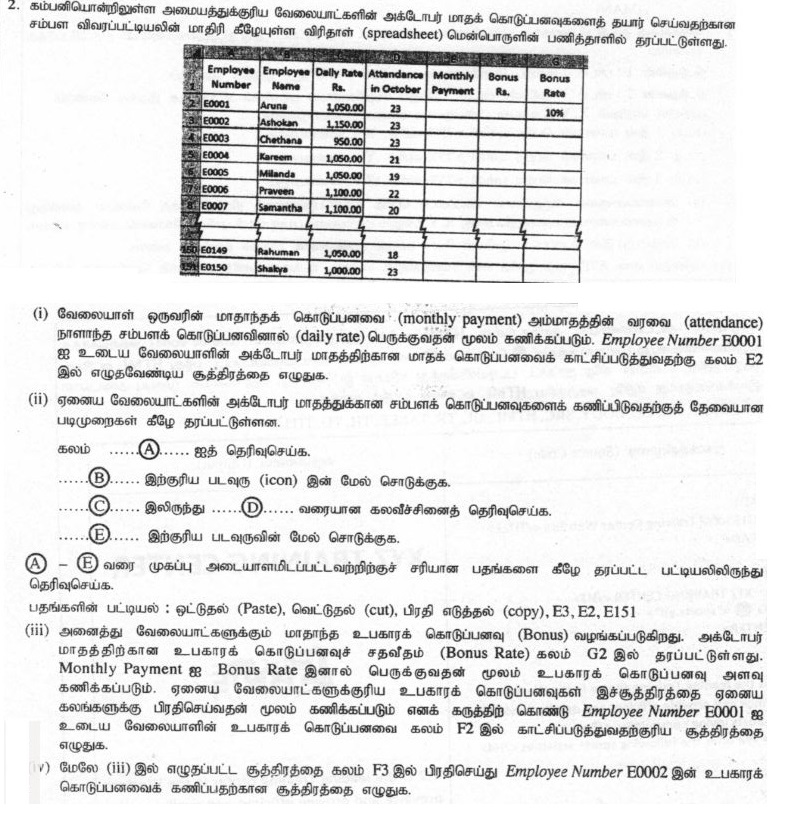 2. கம்பனியொன்றிலுள்ள அமையத்துக்குரிய வேலையாட்களின் அக்டோபர் மாதக் கொடுப்பனவுகளைத் தயார் செய்வதற்கான
சம்பள விவரப்பட்டியலின் மாதிரி கீழேயுள்ள விரிதாள் (spreadsheet) மென்பொருளின் பணித்தாளில் தரப்பட்டுள்ளது.
A B C D E F G
1 Employee Number Employee Name Daily Rate Rs. Attendance in October Monthly Payment Bonus Rs. Bonus Rate
2 E0001 Aruna 1,050.00 23 10%
3 E0002 Ashokan 1,150.00 23
4 E0003 Chethana 950.00 23
5 E0004 Kareem 1,050.00 21
6 E0005 Milanda 1,050.00 19
7 E0006 Praveen 1,100.00 22
8 E0007 Samantha 1,100.00 20
150 E0149 Rahuman 1,050.00 18
151 E0150 Shakya 1,000.00 23
(i) வேலையாள் ஒருவரின் மாதாந்தக் கொடுப்பனவை (monthly payment) அம்மாதத்தின் வரவை (attendance)
நாளாந்த சம்பளக் கொடுப்பனவினால் (daily rate) பெருக்குவதன் மூலம் கணிக்கப்படும். Employee Number E0001
ஐ உடைய வேலையாளின் அக்டோபர் மாதத்திற்கான மாதக் கொடுப்பனவைக் காட்சிப்படுத்துவதற்கு கலம் E2
இல் எழுதவேண்டிய சூத்திரத்தை எழுதுக.
(ii) ஏனைய வேலையாட்களின் அக்டோபர் மாதத்துக்கான சம்பளக் கொடுப்பனவுகளைக் கணிப்பிடுவதற்குத் தேவையான
படிமுறைகள் கீழே தரப்பட்டுள்ளன.
கலம் ......Ⓐ...... ஐத் தெரிவுசெய்க.
......Ⓑ...... இற்குரிய படவுரு (icon) இன் மேல் சொடுக்குக.
......Ⓒ...... இலிருந்து ......Ⓓ...... வரையான கலவீச்சினைத் தெரிவுசெய்க.
......Ⓔ...... இற்குரிய படவுருவின் மேல் சொடுக்குக.
Ⓐ – Ⓔ வரை முகப்பு அடையாளமிடப்பட்டவற்றிற்குச் சரியான பதங்களை கீழே தரப்பட்ட பட்டியலிலிருந்து
தெரிவுசெய்க.
பதங்களின் பட்டியல் : ஒட்டுதல் (Paste), வெட்டுதல் (cut), பிரதி எடுத்தல் (copy), E3, E2, E151
(iii) அனைத்து வேலையாட்களுக்கும் மாதாந்த உபகாரக் கொடுப்பனவு (Bonus) வழங்கப்படுகிறது. அக்டோபர்
மாதத்திற்கான உபகாரக் கொடுப்பனவுச் சதவீதம் (Bonus Rate) கலம் G2 இல் தரப்பட்டுள்ளது.
Monthly Payment ஐ Bonus Rate இனால் பெருக்குவதன் மூலம் உபகாரக் கொடுப்பனவு அளவு
கணிக்கப்படும். ஏனைய வேலையாட்களுக்குரிய உபகாரக் கொடுப்பனவுகள் இச்சூத்திரத்தை ஏனைய
கலங்களுக்கு பிரதிசெய்வதன் மூலம் கணிக்கப்படும் எனக் கருத்திற் கொண்டு Employee Number E0001 ஐ
உடைய வேலையாளின் உபகாரக் கொடுப்பனவை கலம் F2 இல் காட்சிப்படுத்துவதற்குரிய சூத்திரத்தை
எழுதுக.
(iv) மேலே (iii) இல் எழுதப்பட்ட சூத்திரத்தை கலம் F3 இல் பிரதிசெய்து Employee Number E0002 இன் உபகாரக்
கொடுப்பனவைக் கணிப்பதற்கான சூத்திரத்தை எழுதுக.